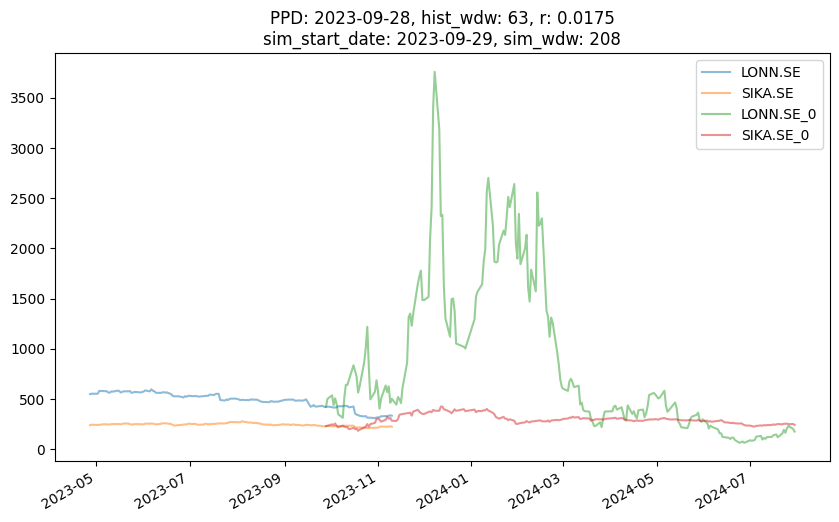 PPD: 2023-09-28, hist_wdw: 63, r: 0.0175
sim_start_date: 2023-09-29, sim_wdw: 208
LONN.SE
SIKA.SE
LONN.SE_0
SIKA.SE_0
3500
3000
2500
2000
1500
1000
500
0
2023-05
2023-07
2023-09
2023-11
2024-01
2024-03
2024-05
2024-07